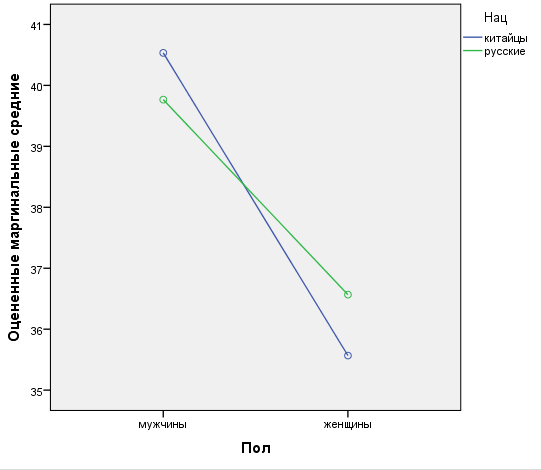 Нац
китайцы
русские
Оцененные маргинальные средние
41
40
39
38
37
36
35
мужчины
женщины
Пол